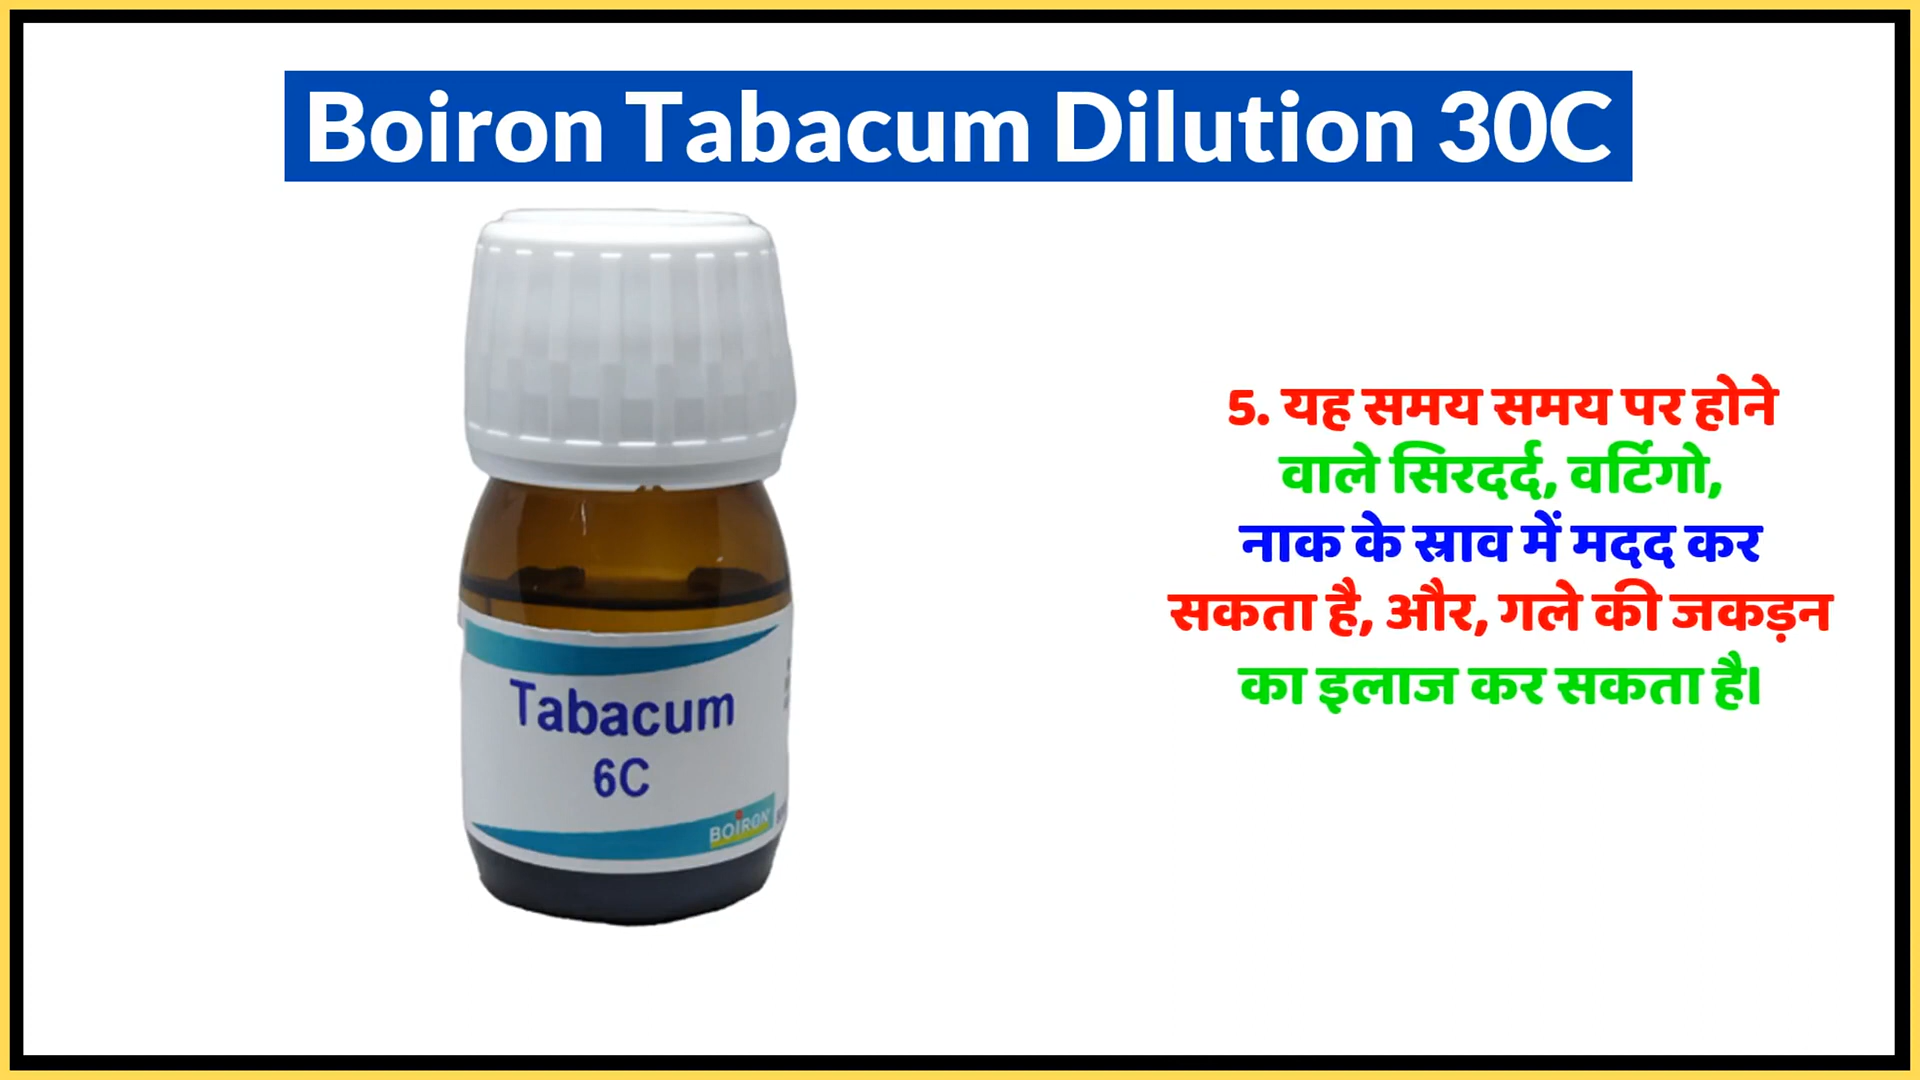 Boiron Tabacum Dilution 30C
5. यह समय समय पर होने
वाले सिरदर्द, वर्टिगो,
नाक के स्राव में मदद कर
सकता है, और, गले की जकड़न
का इलाज कर सकता है।
Tabacum
6C
BOIRON